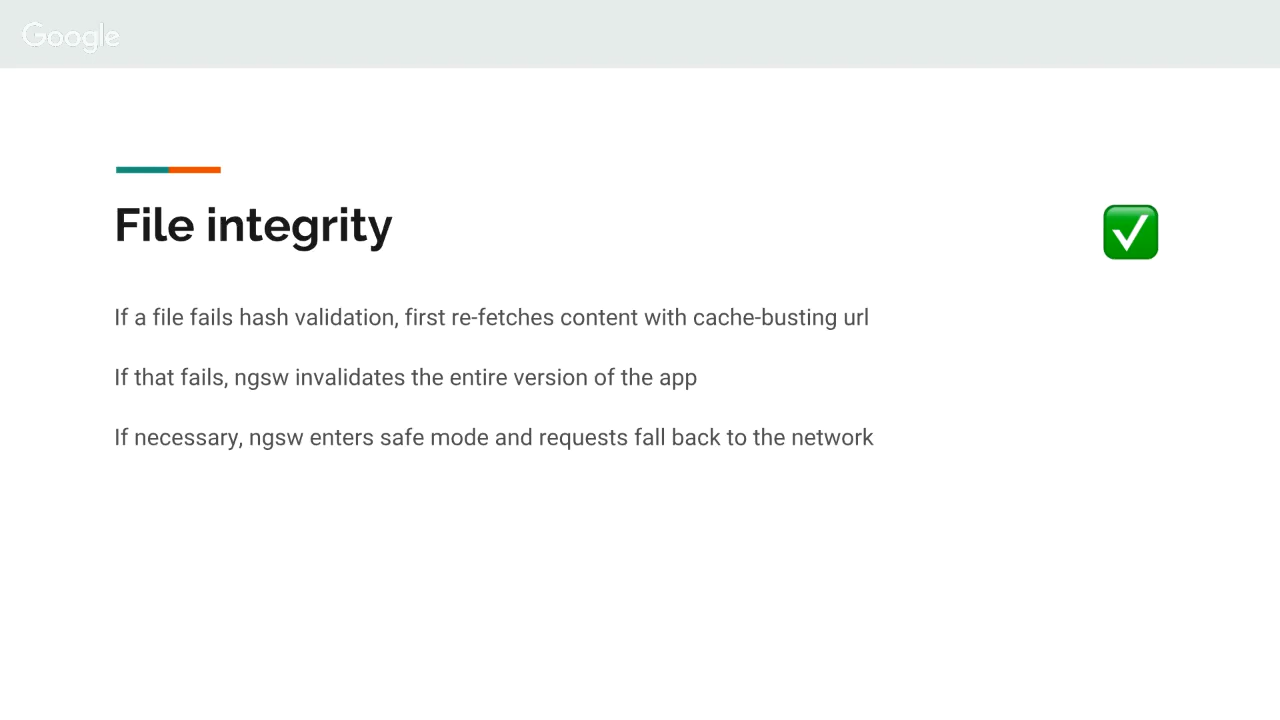 Google
File integrity
If a file fails hash validation, first re-fetches content with cache-busting url
If that fails, ngsw invalidates the entire version of the app
If necessary, ngsw enters safe mode and requests fall back to the network